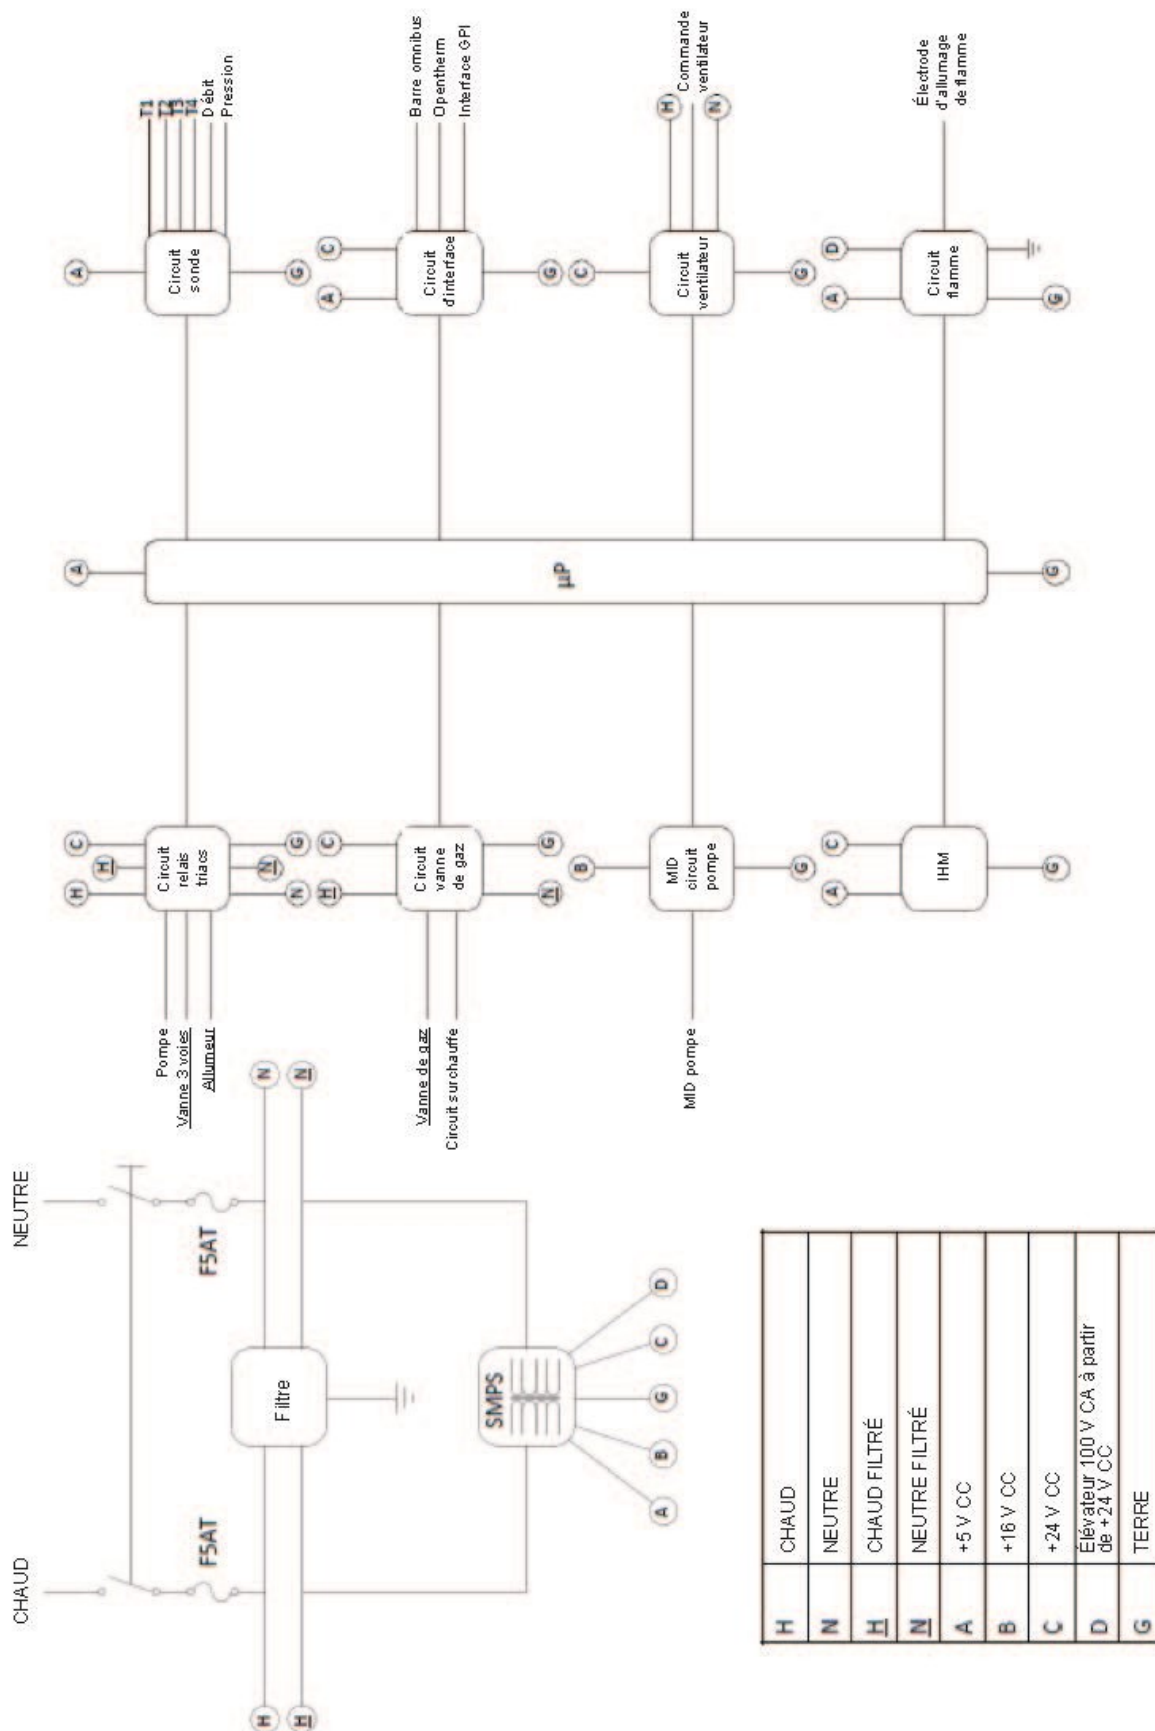 CHAUD
NEUTRE
F5AT
F5AT
H
H
Filtre
N
N
SMPS
A
B
G
C
D
H CHAUD
N NEUTRE
H CHAUD FILTRÉ
N NEUTRE FILTRÉ
A +5 V CC
B +16 V CC
C +24 V CC
D Élévateur 100 V CA à partir
de +24 V CC
G TERRE
Pompe
Vanne 3 voies
Allumeur
H
H
C
Circuit
relais
triacs
N
N
G
Vanne de gaz
Circuit surchauffe
H
C
Circuit
vanne
de gaz
N
G
MID pompe
B
MID
circuit
pompe
G
A
C
IHM
G
A
µP
G
A
Circuit
sonde
G
T1
T2
T3
T4
Débit
Pression
A
C
Circuit
d'interface
G
Barre omnibus
Opentherm
Interface GPI
C
Circuit
ventilateur
G
H
Commande
ventilateur
N
A
D
Circuit
flamme
G
Électrode
d'allumage
de flamme